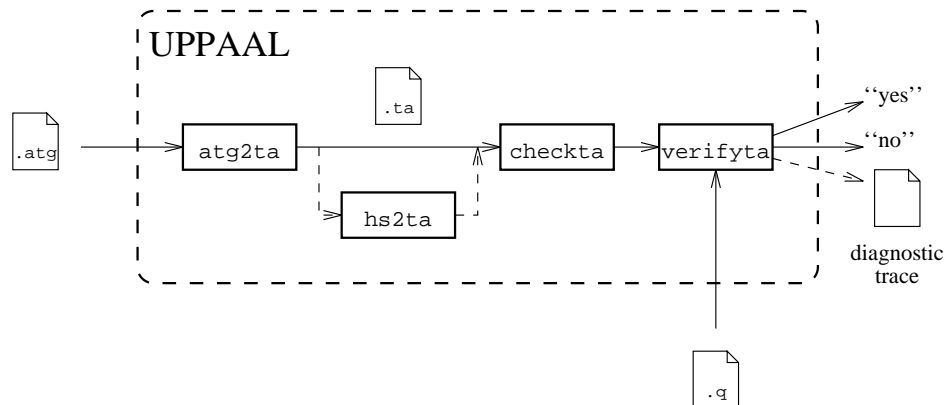 UPPAAL
.ta
.atg
atg2ta
checkta
verifyta
‘‘yes’’
‘‘no’’
hs2ta
diagnostic
trace
.q